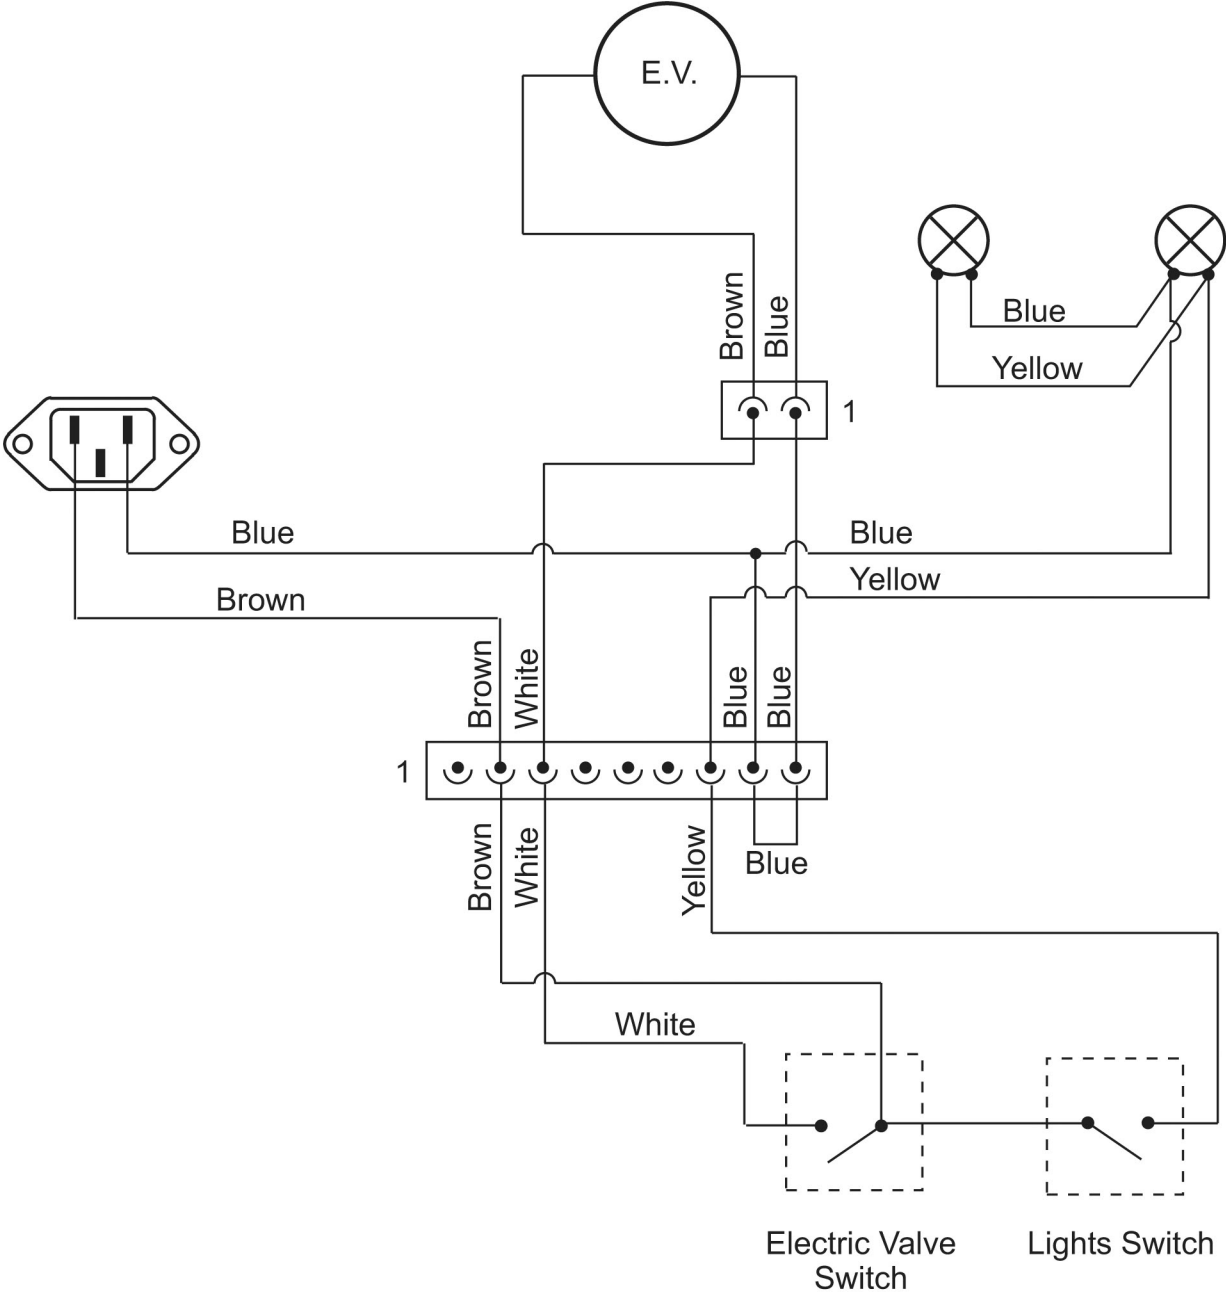 E.V.
Brown
Blue
Blue
Yellow
1
Blue
Blue
Yellow
Brown
Brown
White
Blue
Blue
1
Brown
White
Yellow
Blue
White
Electric Valve
Switch
Lights Switch